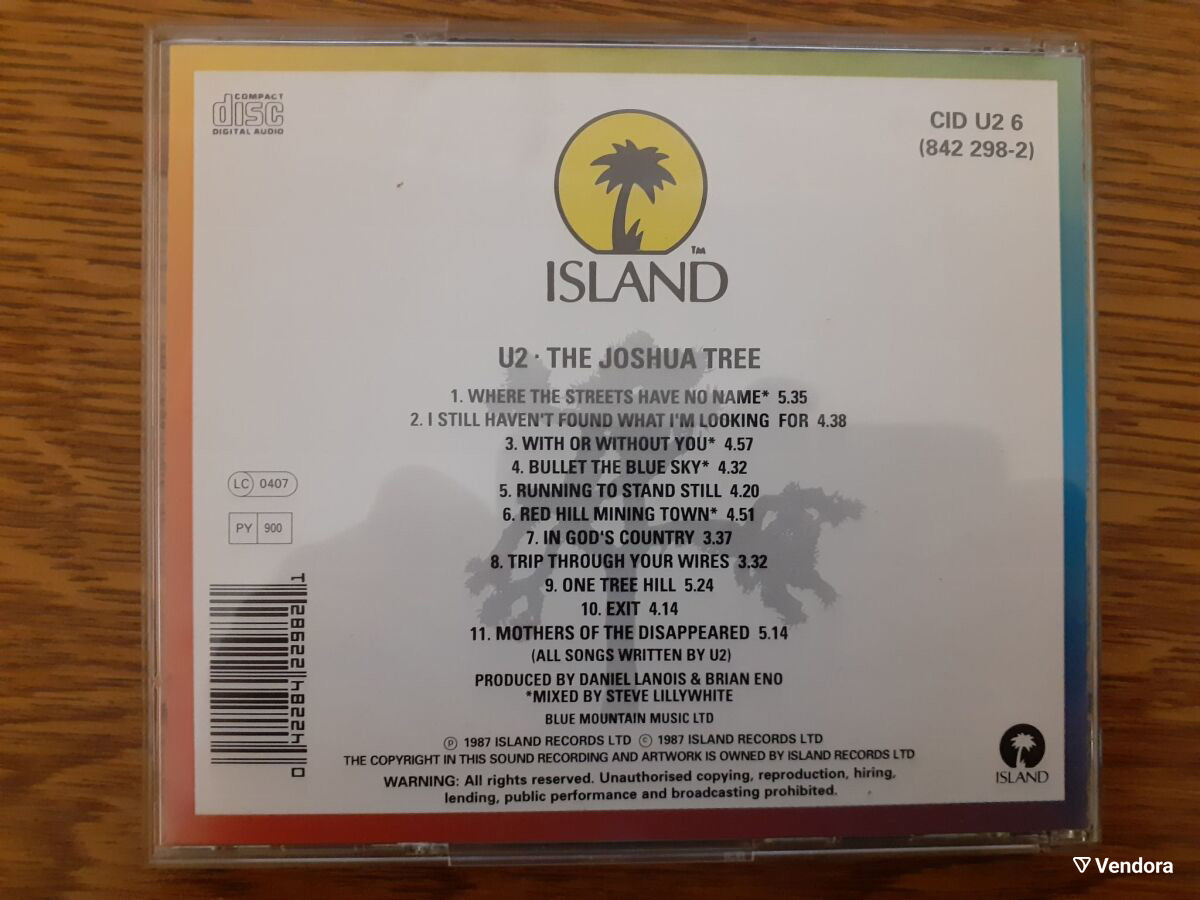 COMPACT
disc
DIGITAL AUDIO
CID U2 6
(842 298-2)
TM
ISLAND
U2 · THE JOSHUA TREE
1. WHERE THE STREETS HAVE NO NAME* 5.35
2. I STILL HAVEN'T FOUND WHAT I'M LOOKING FOR 4.38
3. WITH OR WITHOUT YOU* 4.57
4. BULLET THE BLUE SKY* 4.32
5. RUNNING TO STAND STILL 4.20
6. RED HILL MINING TOWN* 4.51
7. IN GOD'S COUNTRY 3.37
8. TRIP THROUGH YOUR WIRES 3.32
9. ONE TREE HILL 5.24
10. EXIT 4.14
11. MOTHERS OF THE DISAPPEARED 5.14
(ALL SONGS WRITTEN BY U2)
PRODUCED BY DANIEL LANOIS & BRIAN ENO
*MIXED BY STEVE LILLYWHITE
BLUE MOUNTAIN MUSIC LTD
℗ 1987 ISLAND RECORDS LTD © 1987 ISLAND RECORDS LTD
THE COPYRIGHT IN THIS SOUND RECORDING AND ARTWORK IS OWNED BY ISLAND RECORDS LTD
WARNING: All rights reserved. Unauthorised copying, reproduction, hiring,
lending, public performance and broadcasting prohibited.
LC 0407
PY 900
1 28622 48224 0
ISLAND
Vendora